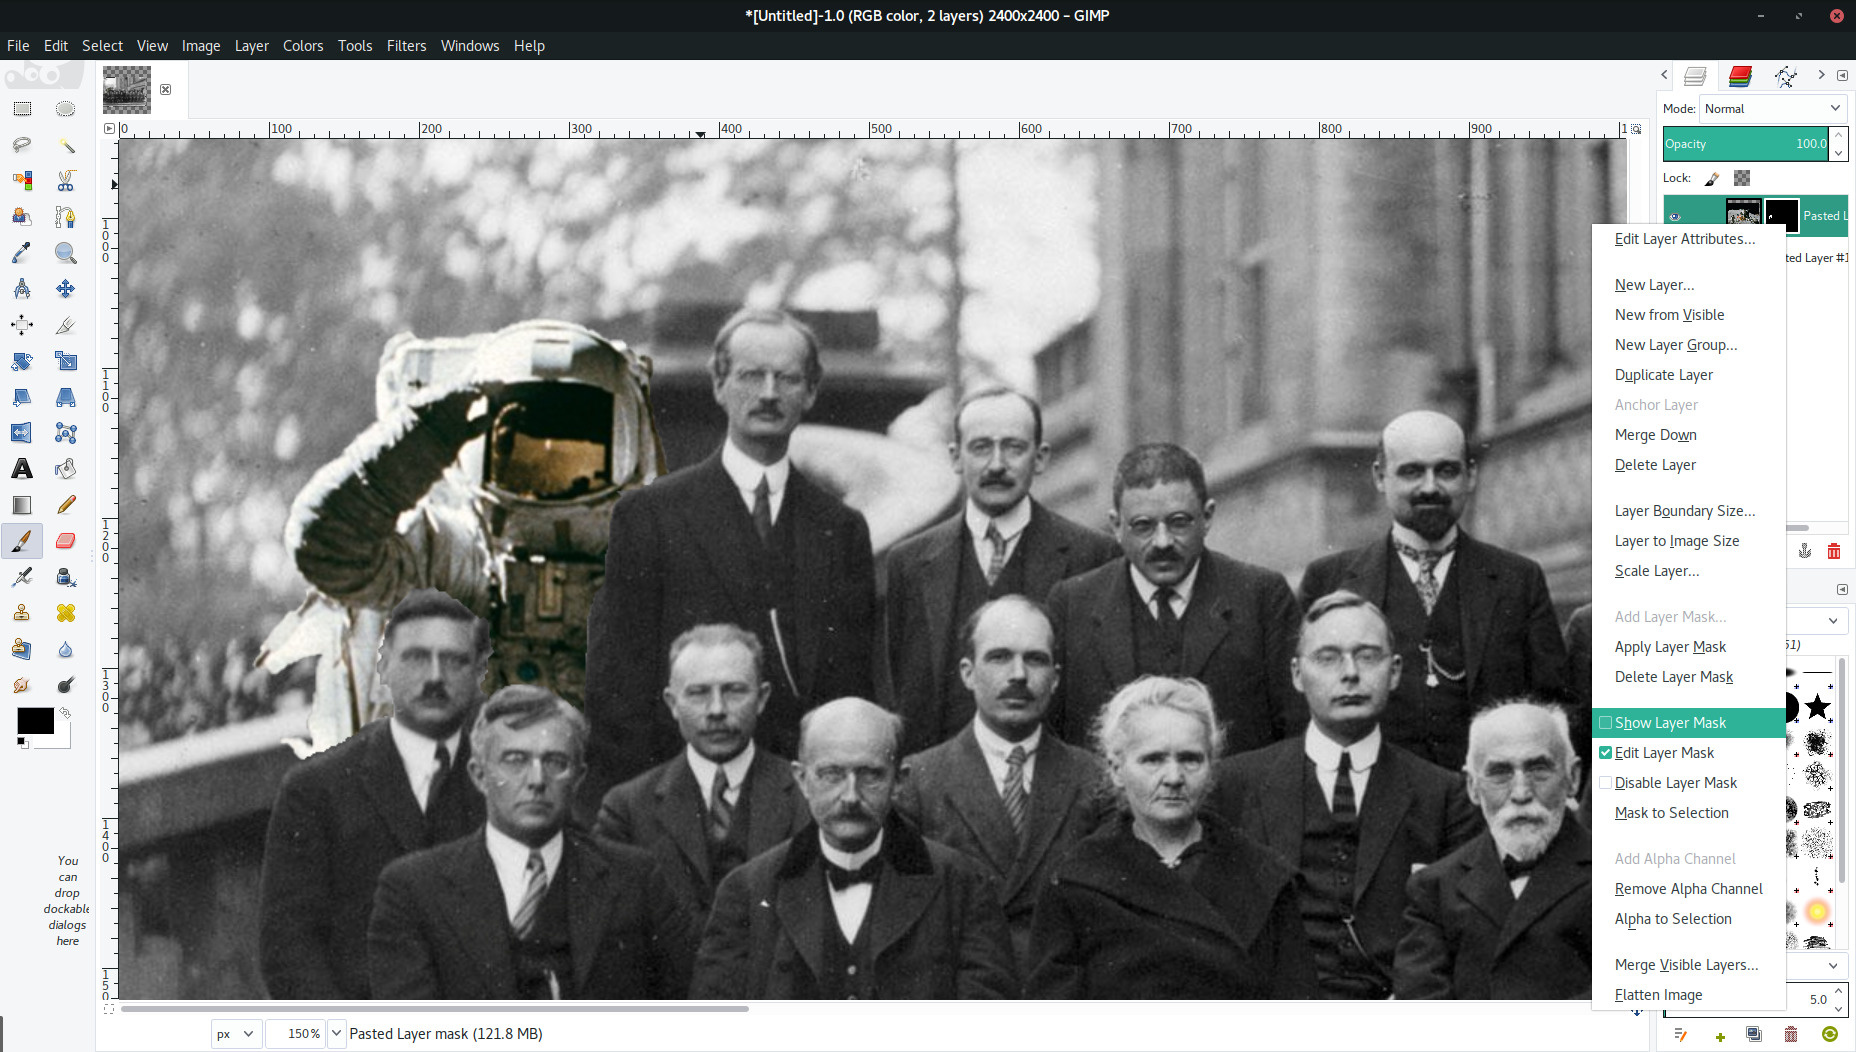 *[Untitled]-1.0 (RGB color, 2 layers) 2400x2400 – GIMP
File Edit Select View Image Layer Colors Tools Filters Windows Help
0 100 200 300 400 500 600 700 800 900 1
Mode: Normal
Opacity 100.0
Lock:
Pasted L
ted Layer #1
Edit Layer Attributes...
New Layer...
New from Visible
New Layer Group...
Duplicate Layer
Anchor Layer
Merge Down
Delete Layer
Layer Boundary Size...
Layer to Image Size
Scale Layer...
Add Layer Mask...
Apply Layer Mask
Delete Layer Mask
Show Layer Mask
Edit Layer Mask
Disable Layer Mask
Mask to Selection
Add Alpha Channel
Remove Alpha Channel
Alpha to Selection
Merge Visible Layers...
Flatten Image
51)
5.0
1000
1100
1200
1300
1400
150
You
can
drop
dockable
dialogs
here
px 150% Pasted Layer mask (121.8 MB)